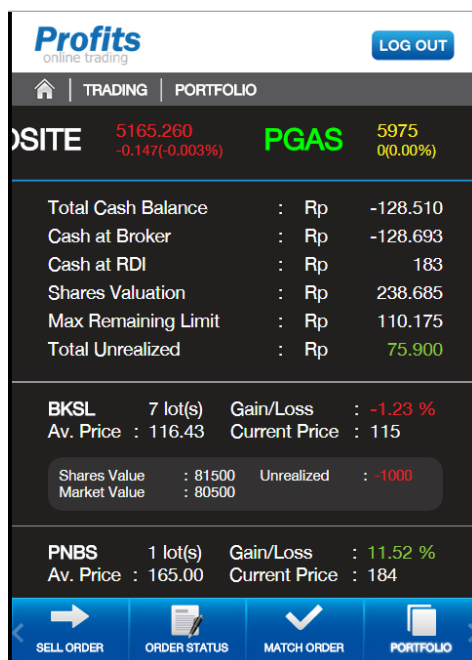 Profits
online trading
LOG OUT
TRADING PORTFOLIO
OSITE 5165.260 PGAS 5975
-0.147(-0.003%) 0(0.00%)
Total Cash Balance : Rp -128.510
Cash at Broker : Rp -128.693
Cash at RDI : Rp 183
Shares Valuation : Rp 238.685
Max Remaining Limit : Rp 110.175
Total Unrealized : Rp 75.900
BKSL 7 lot(s) Gain/Loss : -1.23 %
Av. Price : 116.43 Current Price : 115
Shares Value : 81500 Unrealized : -1000
Market Value : 80500
PNBS 1 lot(s) Gain/Loss : 11.52 %
Av. Price : 165.00 Current Price : 184
SELL ORDER ORDER STATUS MATCH ORDER PORTFOLIO